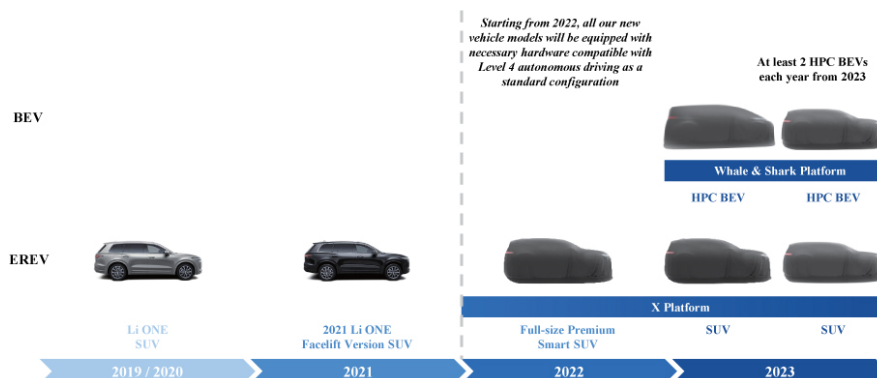 Starting from 2022, all our new
vehicle models will be equipped with
necessary hardware compatible with
Level 4 autonomous driving as a
standard configuration
At least 2 HPC BEVs
each year from 2023
BEV
Whale & Shark Platform
HPC BEV
HPC BEV
EREV
X Platform
Li ONE
SUV
2021 Li ONE
Facelift Version SUV
Full-size Premium
Smart SUV
SUV
SUV
2019 / 2020
2021
2022
2023